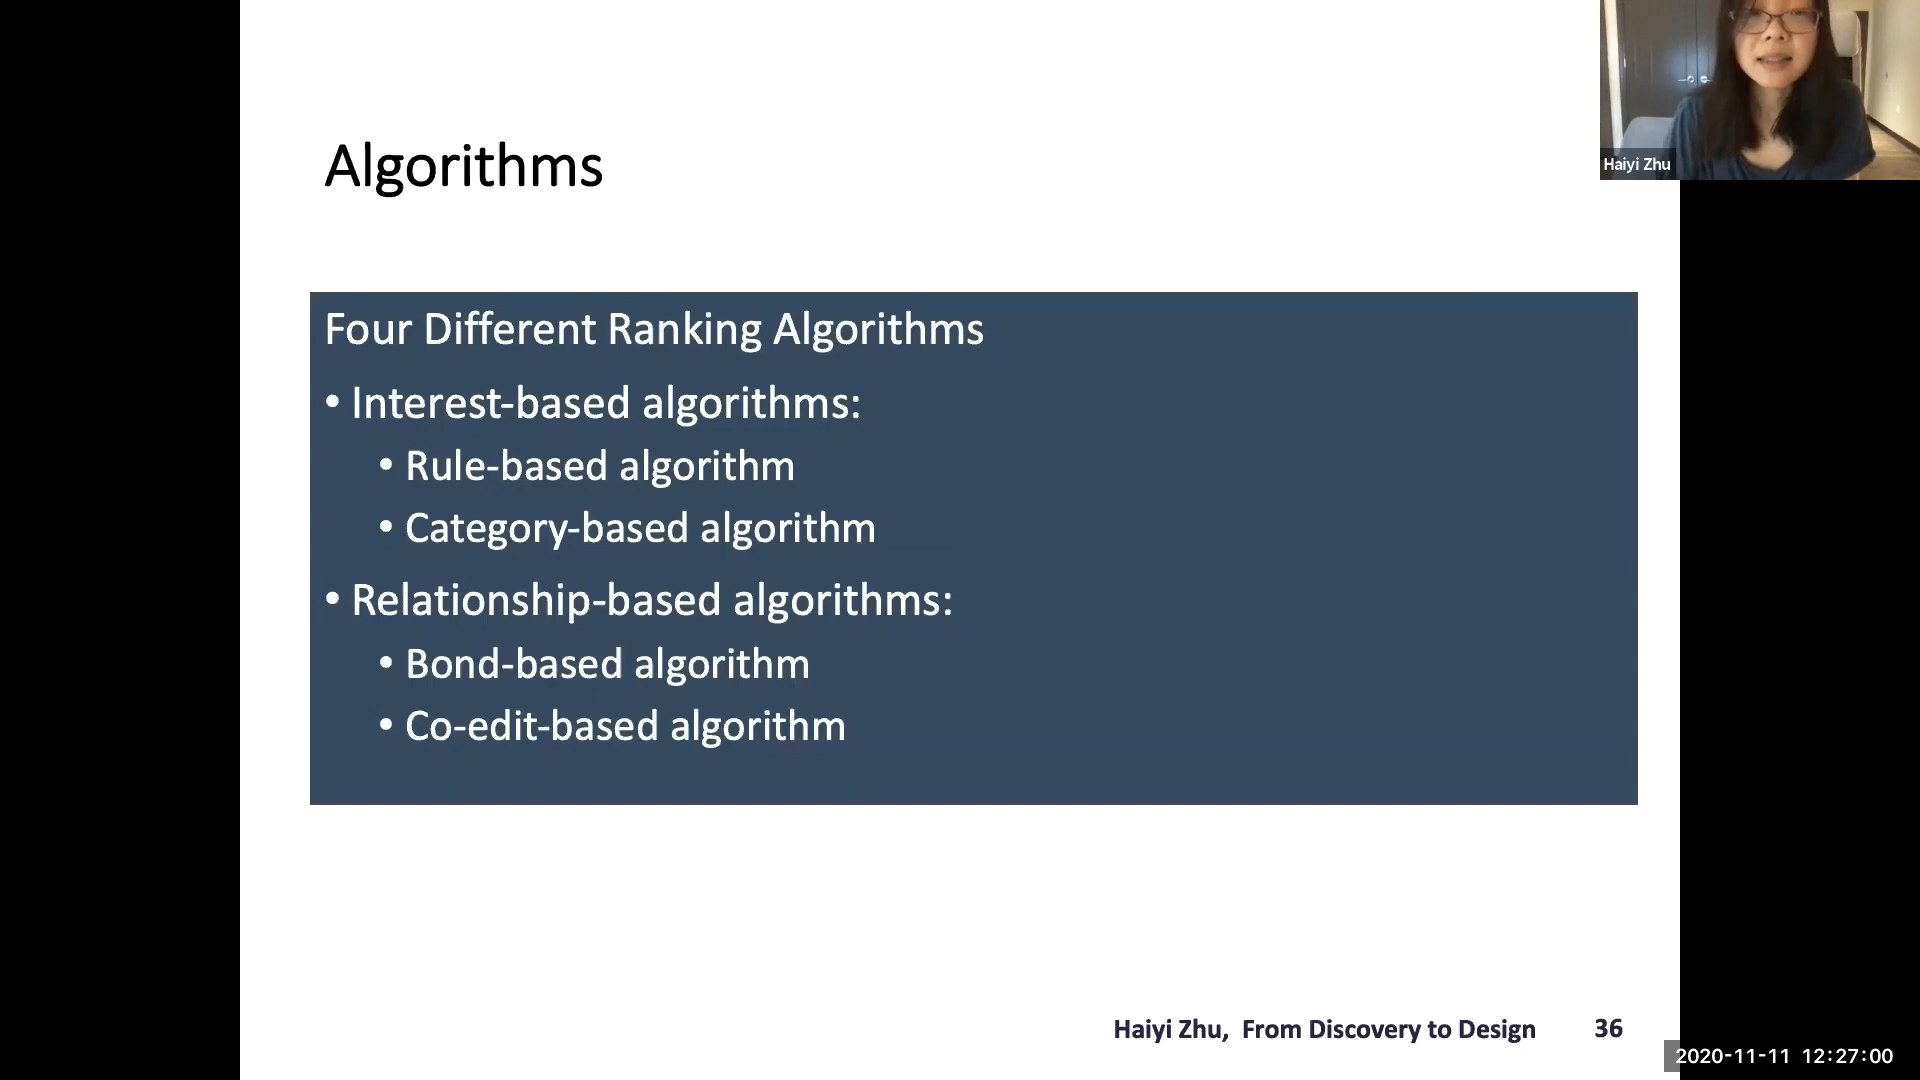 Haiyi Zhu
Algorithms
Four Different Ranking Algorithms
• Interest-based algorithms:
• Rule-based algorithm
• Category-based algorithm
• Relationship-based algorithms:
• Bond-based algorithm
• Co-edit-based algorithm
Haiyi Zhu, From Discovery to Design 36
2020-11-11 12:27:00